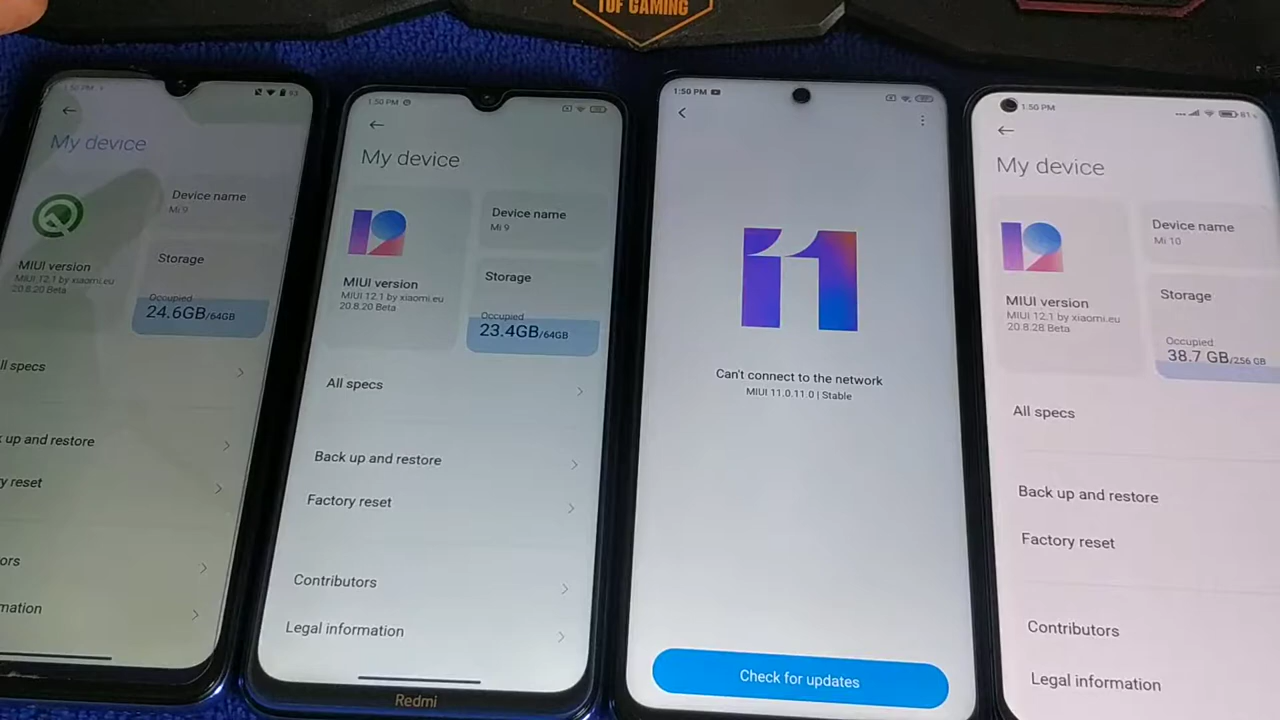 TUF GAMING
1:50 PM
93
My device
Device name
Mi 9
MIUI version
MIUI 12.1 by xiaomi.eu
20.8.20 Beta
Storage
Occupied
24.6GB/64GB
ll specs
up and restore
y reset
ors
mation
1:50 PM
My device
Device name
Mi 9
MIUI version
MIUI 12.1 by xiaomi.eu
20.8.20 Beta
Storage
Occupied
23.4GB/64GB
All specs
Back up and restore
Factory reset
Contributors
Legal information
Redmi
1:50 PM
11
Can't connect to the network
MIUI 11.0.11.0 | Stable
Check for updates
1:50 PM
81
My device
Device name
Mi 10
MIUI version
MIUI 12.1 by xiaomi.eu
20.8.28 Beta
Storage
Occupied
38.7 GB/256 GB
All specs
Back up and restore
Factory reset
Contributors
Legal information